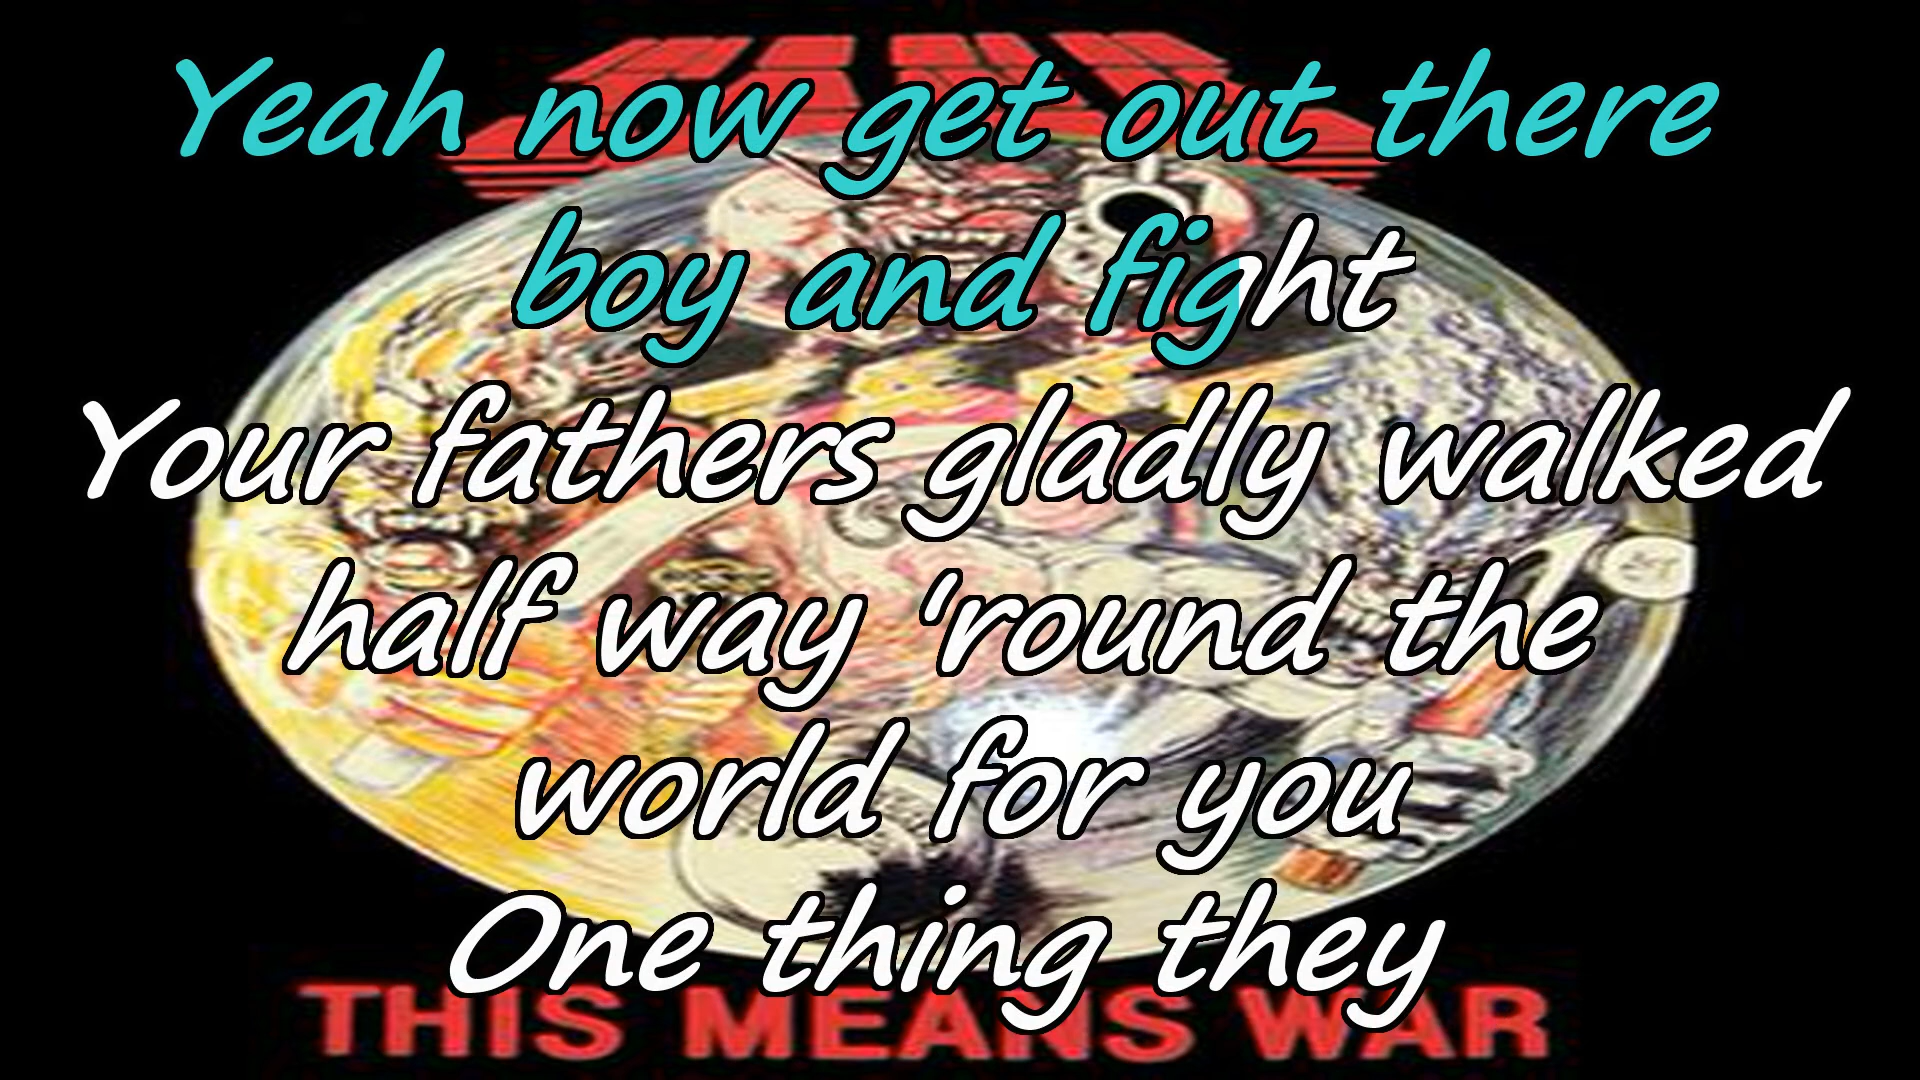 Yeah now get out there
boy and fight
Your fathers gladly walked
half way 'round the
world for you
One thing they
THIS MEANS WAR